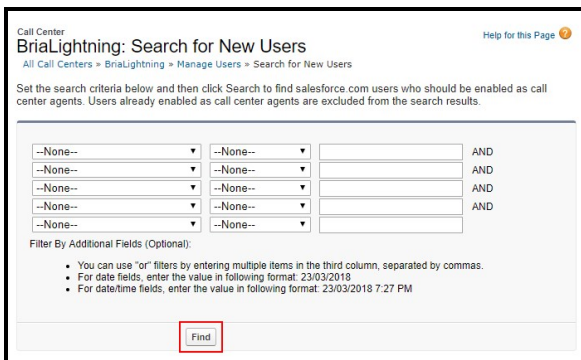 Call Center
Help for this Page
BriaLightning: Search for New Users
All Call Centers » BriaLightning » Manage Users » Search for New Users
Set the search criteria below and then click Search to find salesforce.com users who should be enabled as call
center agents. Users already enabled as call center agents are excluded from the search results.
--None-- --None-- AND
--None-- --None-- AND
--None-- --None-- AND
--None-- --None-- AND
--None-- --None--
Filter By Additional Fields (Optional):
• You can use "or" filters by entering multiple items in the third column, separated by commas.
• For date fields, enter the value in following format: 23/03/2018
• For date/time fields, enter the value in following format: 23/03/2018 7:27 PM
Find